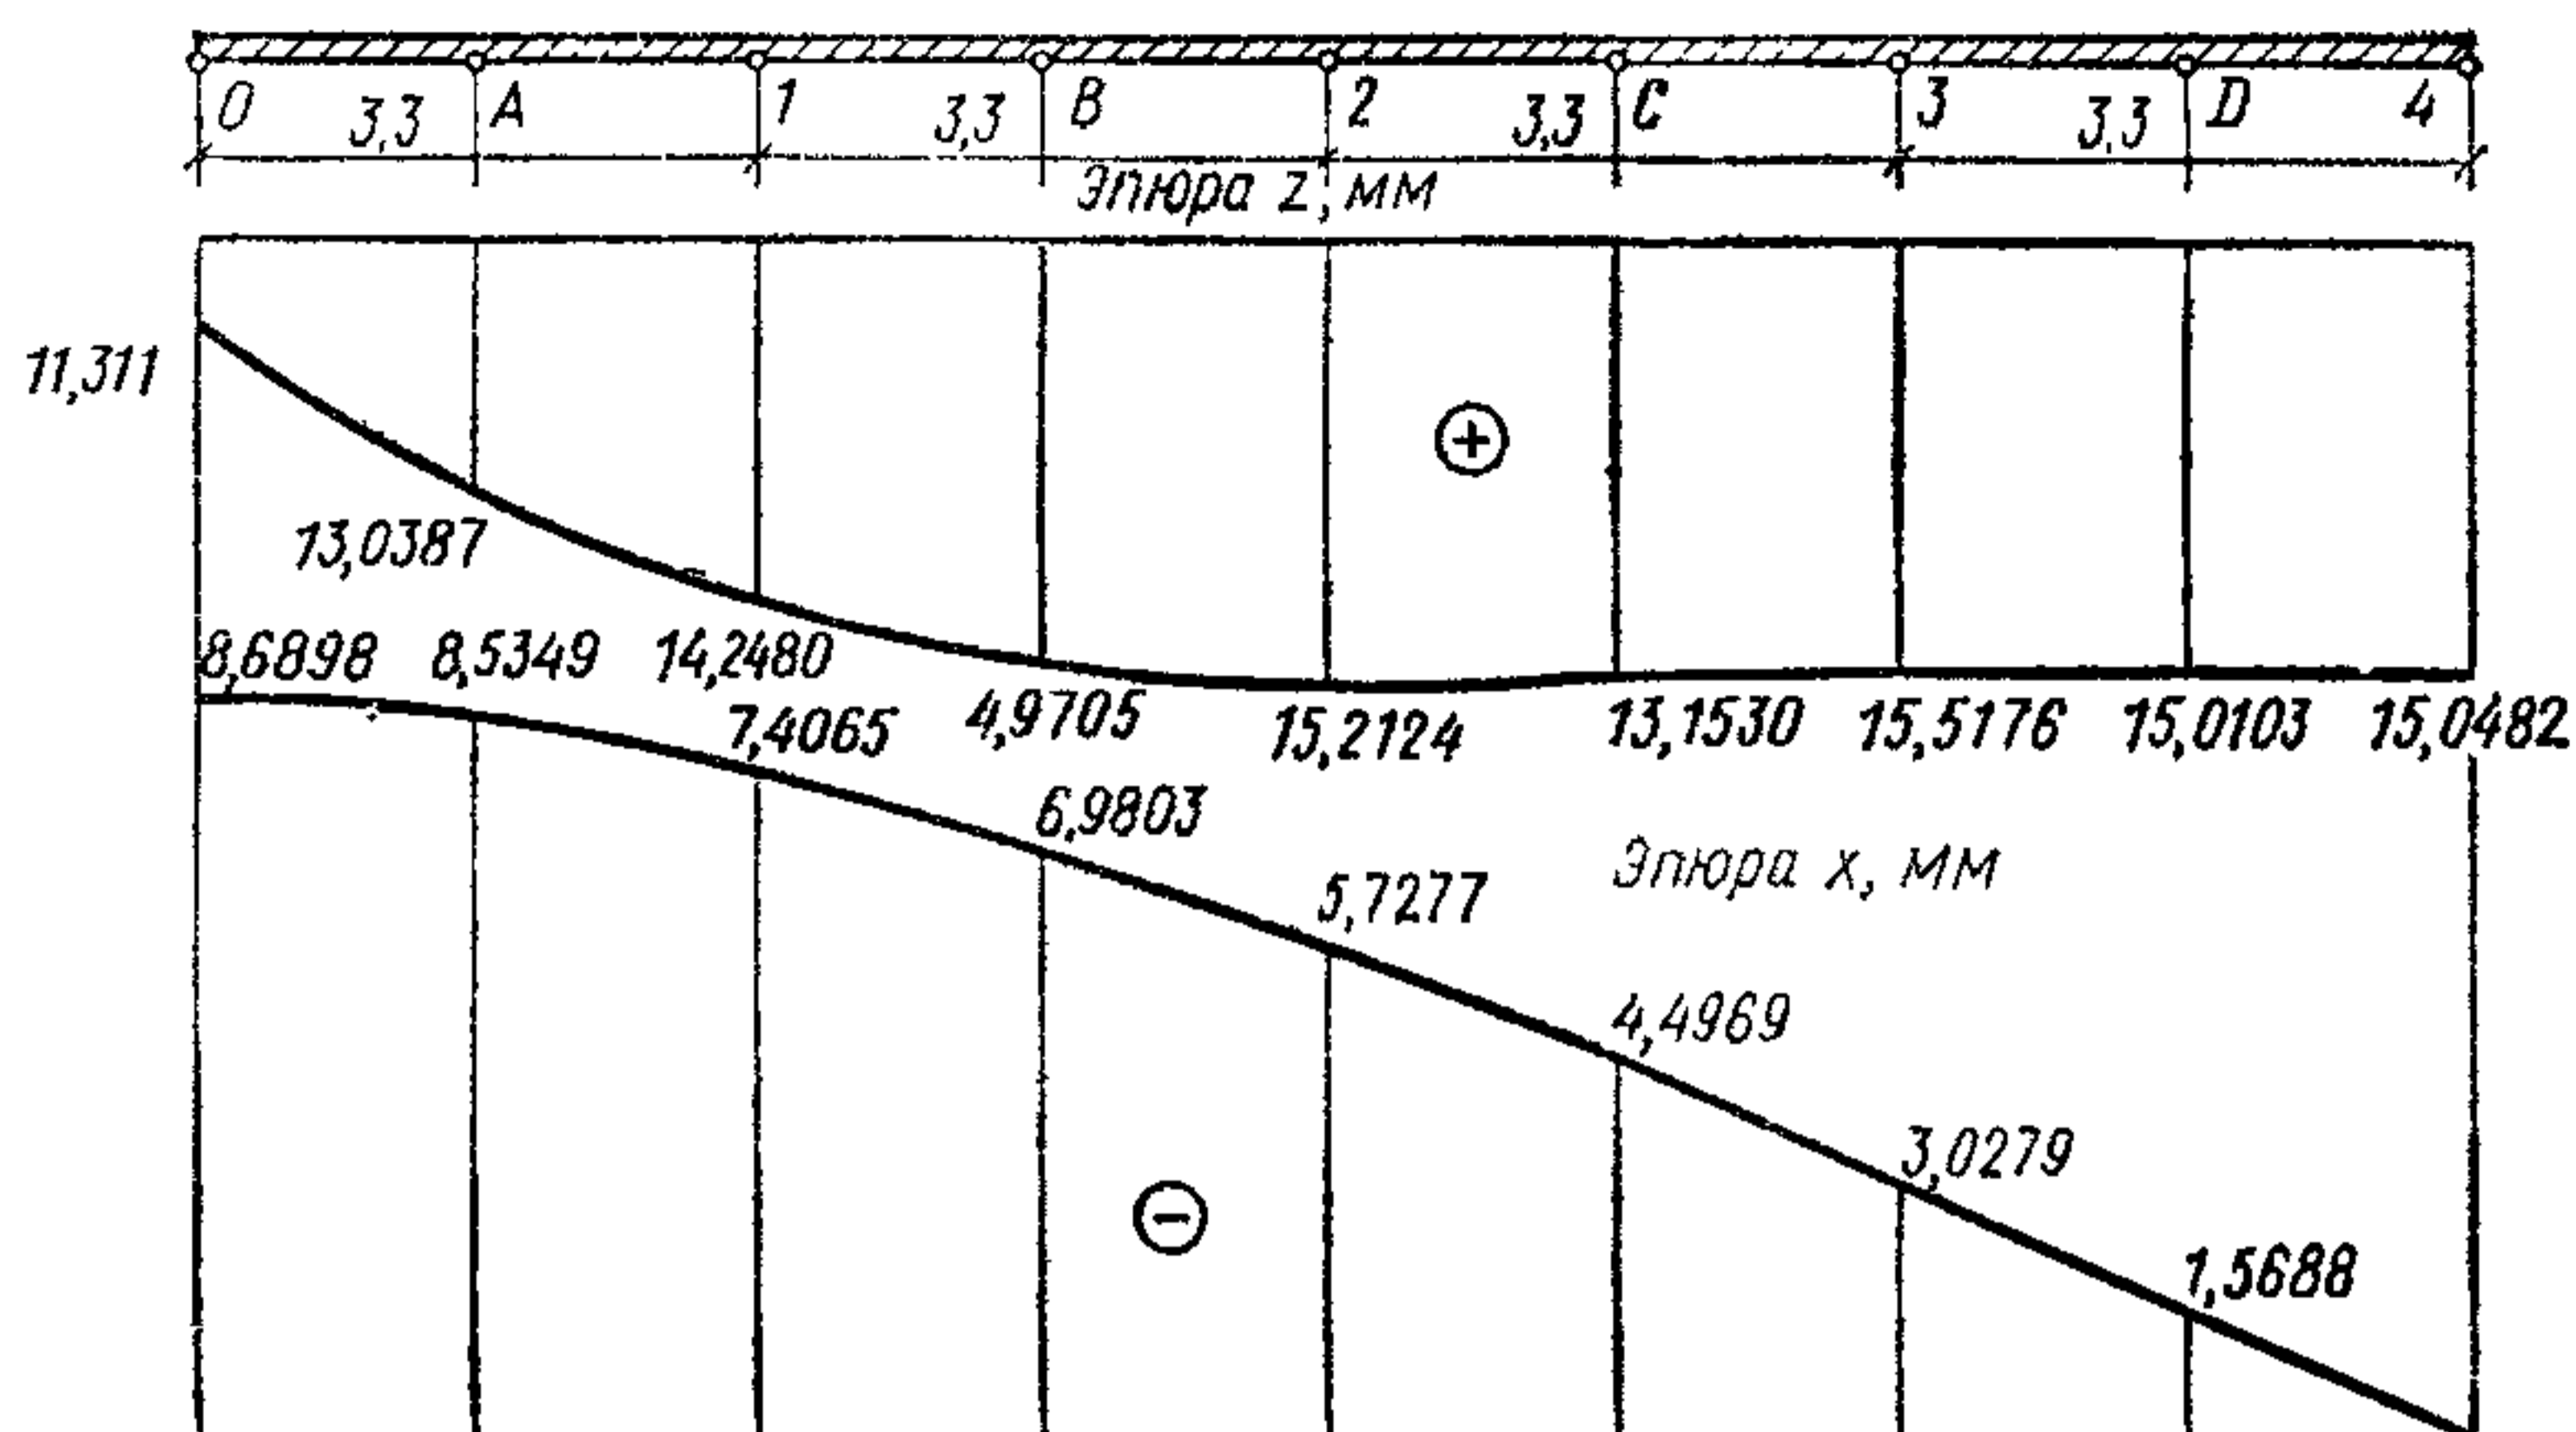 0 3,3 A 1 3,3 B 2 3,3 C 3 3,3 D 4
Эпюра z, мм
+
11,311
13,0387
8,6898 8,5349 14,2480
7,4065 4,9705 15,2124 13,1530 15,5176 15,0103 15,0482
6,9803
Эпюра x, мм
5,7277
4,4969
3,0279
−
1,5688